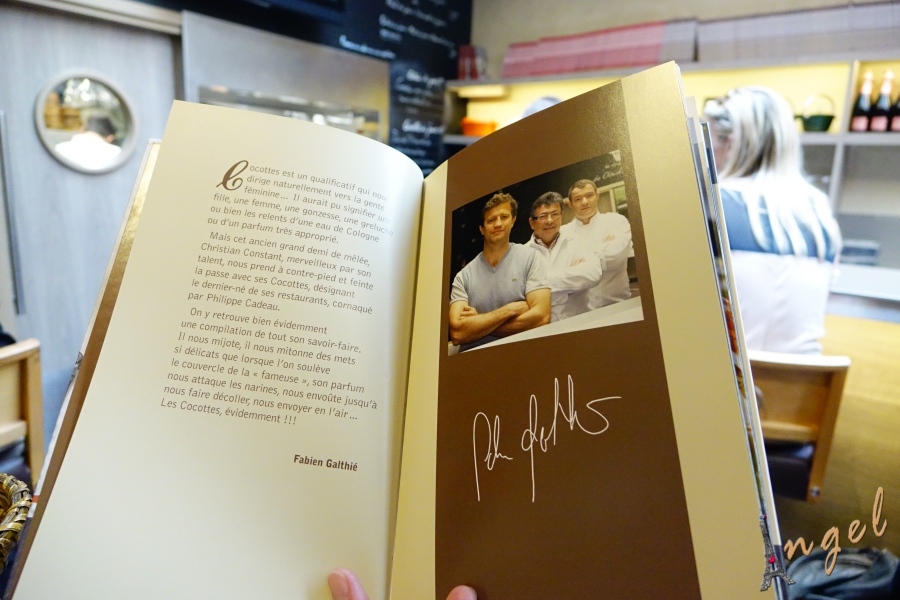 Cocottes est un qualificatif qui nous
dirige naturellement vers la gente
féminine... Il aurait pu signifier une
fille, une femme, une gonzesse, une greluche
ou bien les relents d'une eau de Cologne
ou d'un parfum très approprié.
Mais cet ancien grand demi de mêlée,
Christian Constant, merveilleux par son
talent, nous prend à contre-pied et feinte
la passe avec ses Cocottes, désignant
le dernier-né de ses restaurants, cornaqué
par Philippe Cadeau.
On y retrouve bien évidemment
une compilation de tout son savoir-faire.
Il nous mijote, il nous mitonne des mets
si délicats que lorsque l'on soulève
le couvercle de la « fameuse », son parfum
nous attaque les narines, nous envoûte jusqu'à
nous faire décoller, nous envoyer en l'air...
Les Cocottes, évidemment !!!
Fabien Galthié
Angel